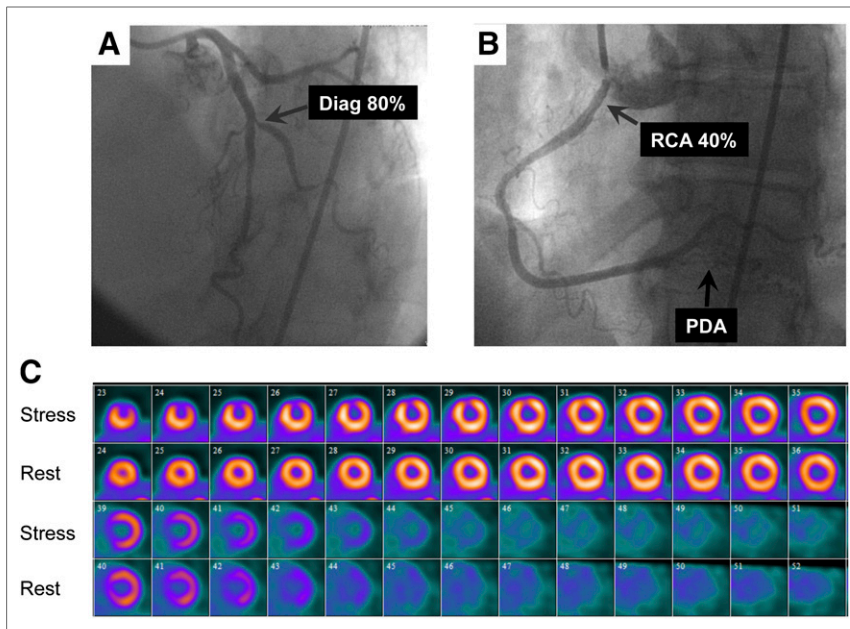 A
Diag 80%
B
RCA 40%
PDA
C
Stress
23 24 25 26 27 28 29 30 31 32 33 34 35
Rest
24 25 26 27 28 29 30 31 32 33 34 35 36
Stress
39 40 41 42 43 44 45 46 47 48 49 50 51
Rest
40 41 42 43 44 45 46 47 48 49 50 51 52